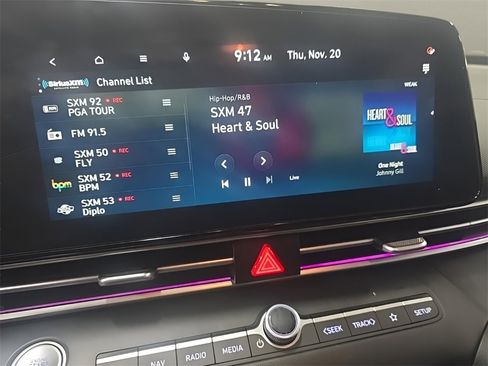 9:12 AM Thu, Nov. 20
SiriusXM Channel List
Hip-Hop/R&B WEAK
SXM 92 REC
PGA TOUR
SXM 47
FM 91.5
Heart & Soul
HEART & SOUL
SXM 50 REC
FLY
bpm SXM 52 REC
BPM
One Night
Johnny Gill
SXM 53 REC
Diplo
Live
NAV RADIO MEDIA <SEEK TRACK> SETUP